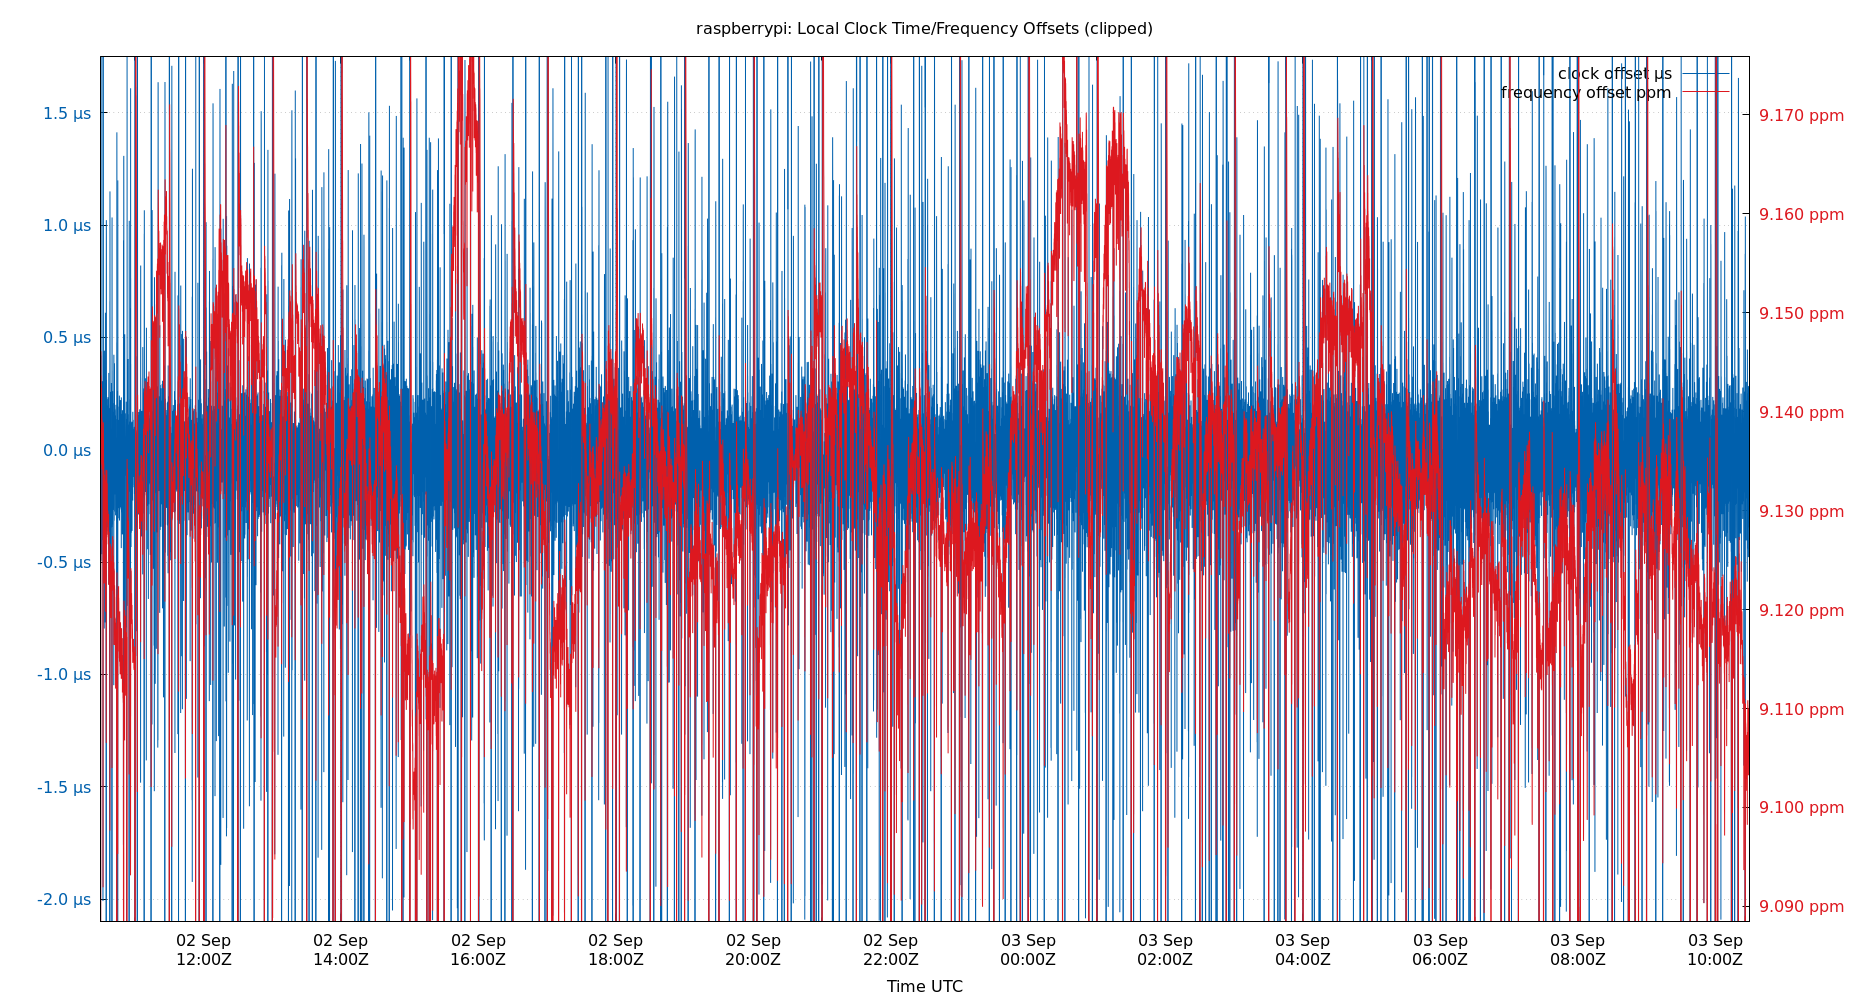 raspberrypi: Local Clock Time/Frequency Offsets (clipped)
clock offset µs
frequency offset ppm
1.5 µs
1.0 µs
0.5 µs
0.0 µs
-0.5 µs
-1.0 µs
-1.5 µs
-2.0 µs
9.170 ppm
9.160 ppm
9.150 ppm
9.140 ppm
9.130 ppm
9.120 ppm
9.110 ppm
9.100 ppm
9.090 ppm
02 Sep 02 Sep 02 Sep 02 Sep 02 Sep 02 Sep 03 Sep 03 Sep 03 Sep 03 Sep 03 Sep 03 Sep
12:00Z 14:00Z 16:00Z 18:00Z 20:00Z 22:00Z 00:00Z 02:00Z 04:00Z 06:00Z 08:00Z 10:00Z
Time UTC